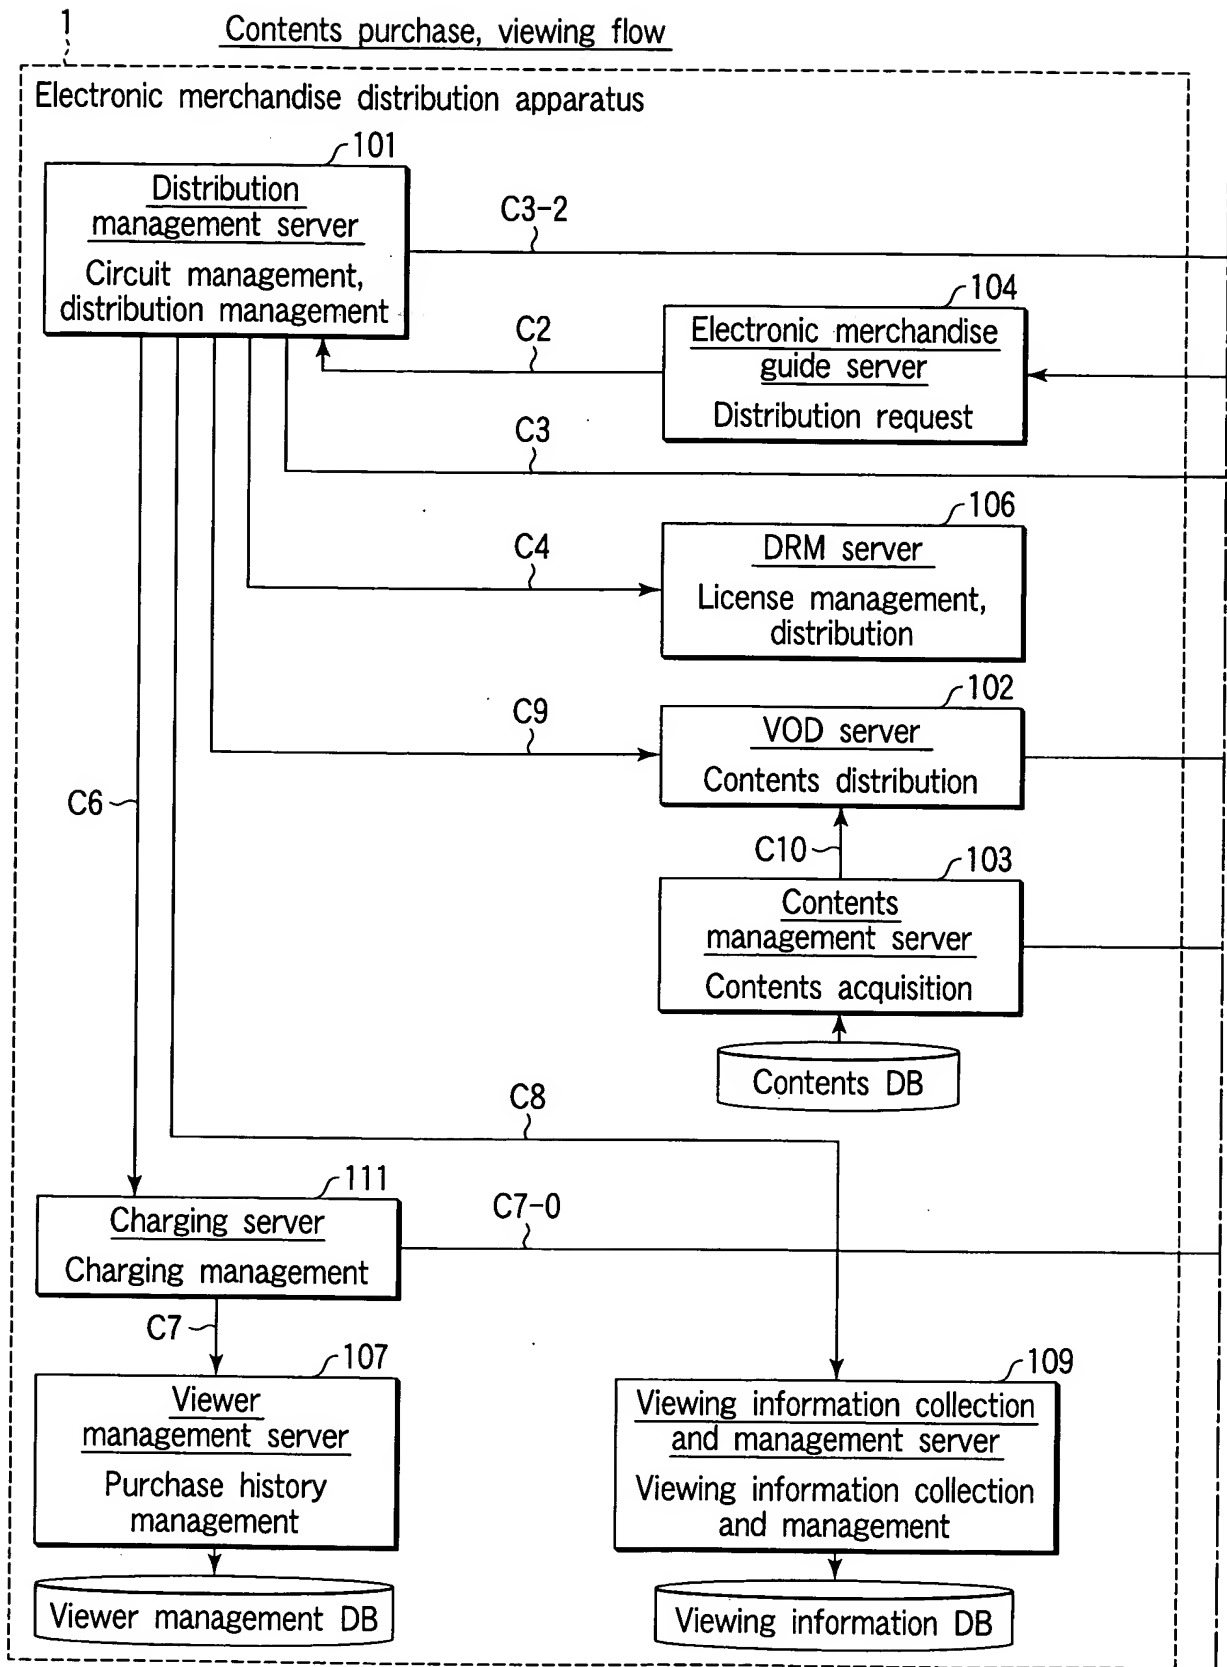 1
Contents purchase, viewing flow
Electronic merchandise distribution apparatus
101
Distribution
management server
Circuit management,
distribution management
C3-2
104
C2
Electronic merchandise
guide server
Distribution request
C3
106
C4
DRM server
License management,
distribution
102
C9
VOD server
Contents distribution
C6
C10
103
Contents
management server
Contents acquisition
Contents DB
C8
111
C7-0
Charging server
Charging management
C7
107
109
Viewer
management server
Purchase history
management
Viewing information collection
and management server
Viewing information collection
and management
Viewer management DB
Viewing information DB